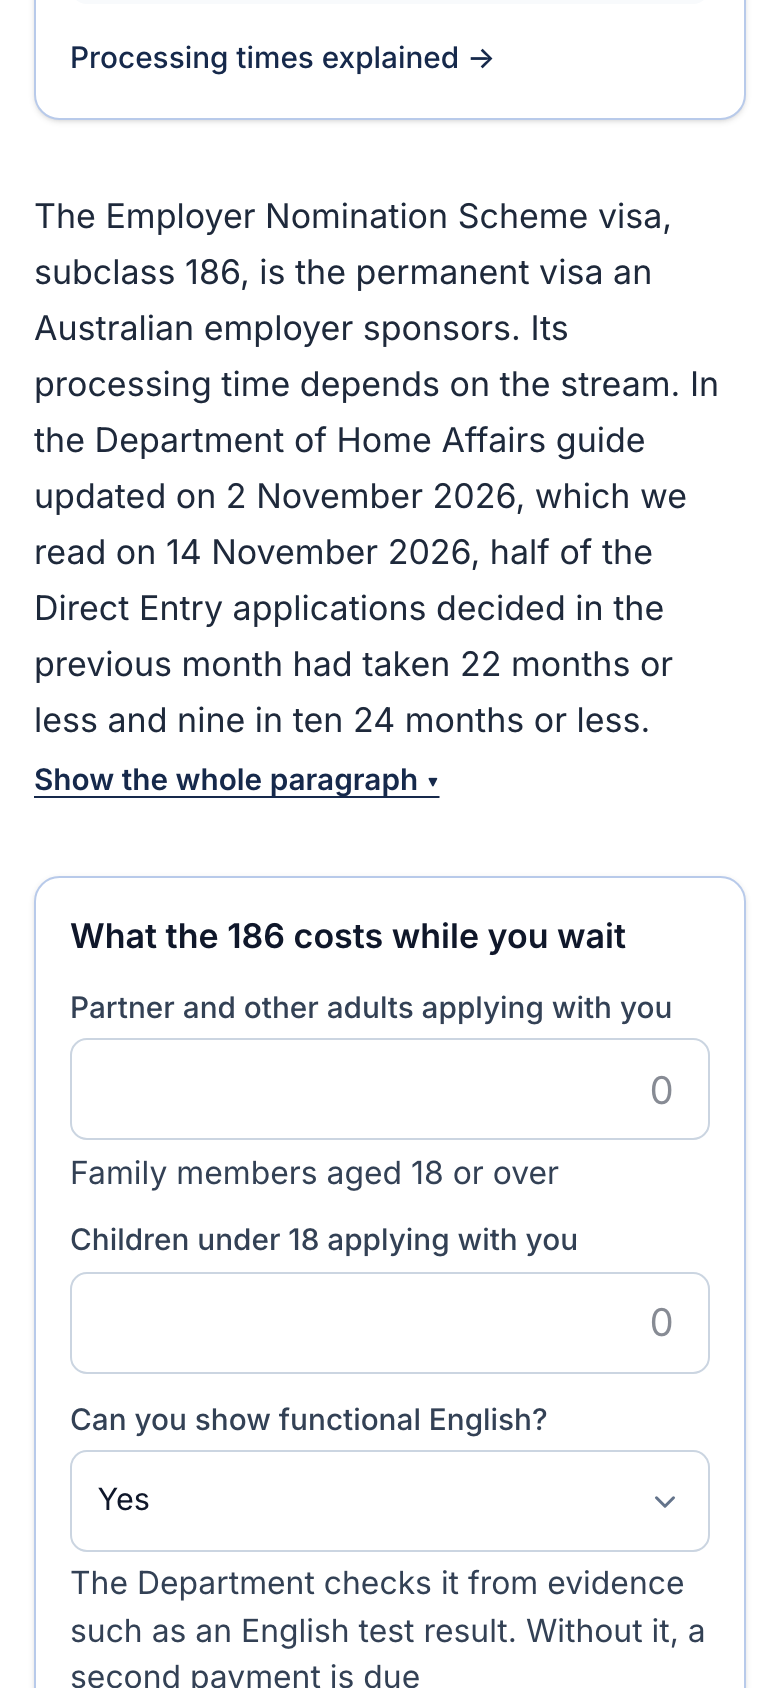 Processing times explained →
The Employer Nomination Scheme visa,
subclass 186, is the permanent visa an
Australian employer sponsors. Its
processing time depends on the stream. In
the Department of Home Affairs guide
updated on 2 November 2026, which we
read on 14 November 2026, half of the
Direct Entry applications decided in the
previous month had taken 22 months or
less and nine in ten 24 months or less.
Show the whole paragraph ▾
What the 186 costs while you wait
Partner and other adults applying with you
0
Family members aged 18 or over
Children under 18 applying with you
0
Can you show functional English?
Yes
The Department checks it from evidence
such as an English test result. Without it, a
second payment is due